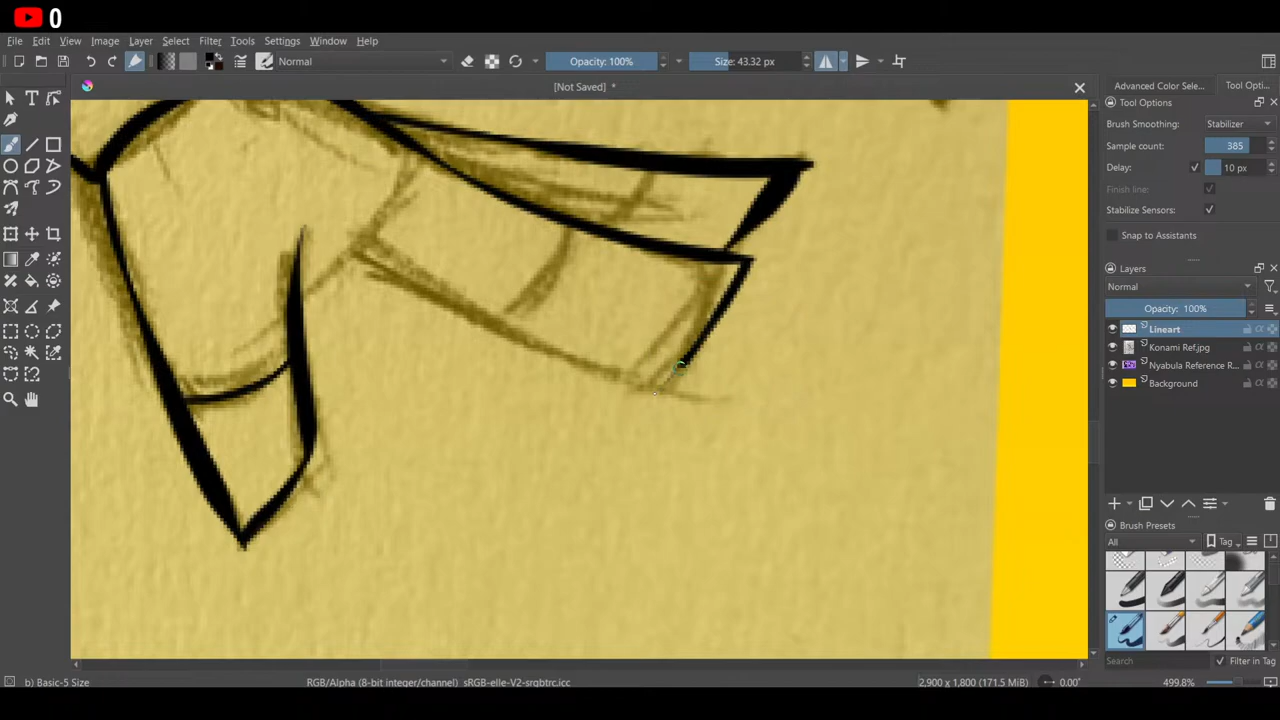 0
File Edit View Image Layer Select Filter Tools Settings Window Help
Normal Opacity: 100% Size: 43.32 px
[Not Saved] *
Advanced Color Sele... Tool Opti...
Tool Options
Brush Smoothing: Stabilizer
Sample count: 385
Delay: 10 px
Finish line:
Stabilize Sensors:
Snap to Assistants
Layers
Normal
Opacity: 100%
Lineart
Konami Ref.jpg
Nyabula Reference R...
Background
Brush Presets
All Tag
Search Filter in Tag
b) Basic-5 Size RGB/Alpha (8-bit integer/channel) sRGB-elle-V2-srgbtrc.icc 2,900 x 1,800 (171.5 MiB) 0.00° 499.8%